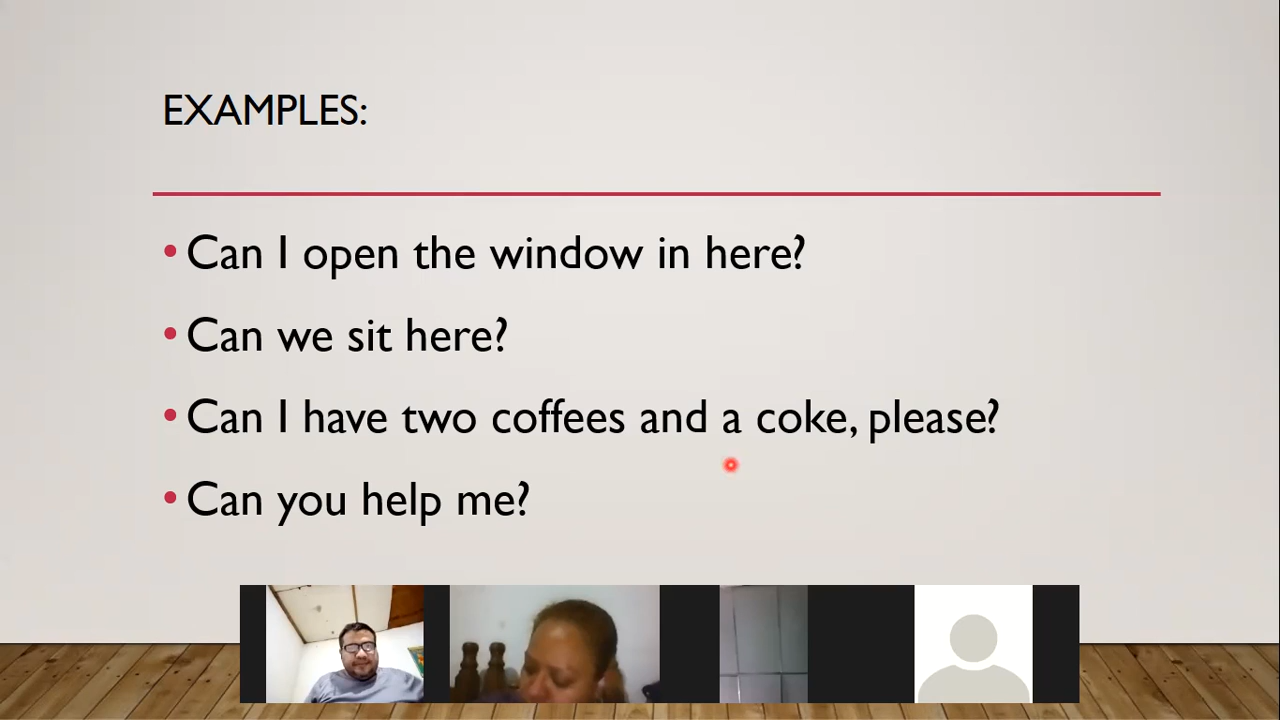 EXAMPLES:
• Can I open the window in here?
• Can we sit here?
• Can I have two coffees and a coke, please?
• Can you help me?